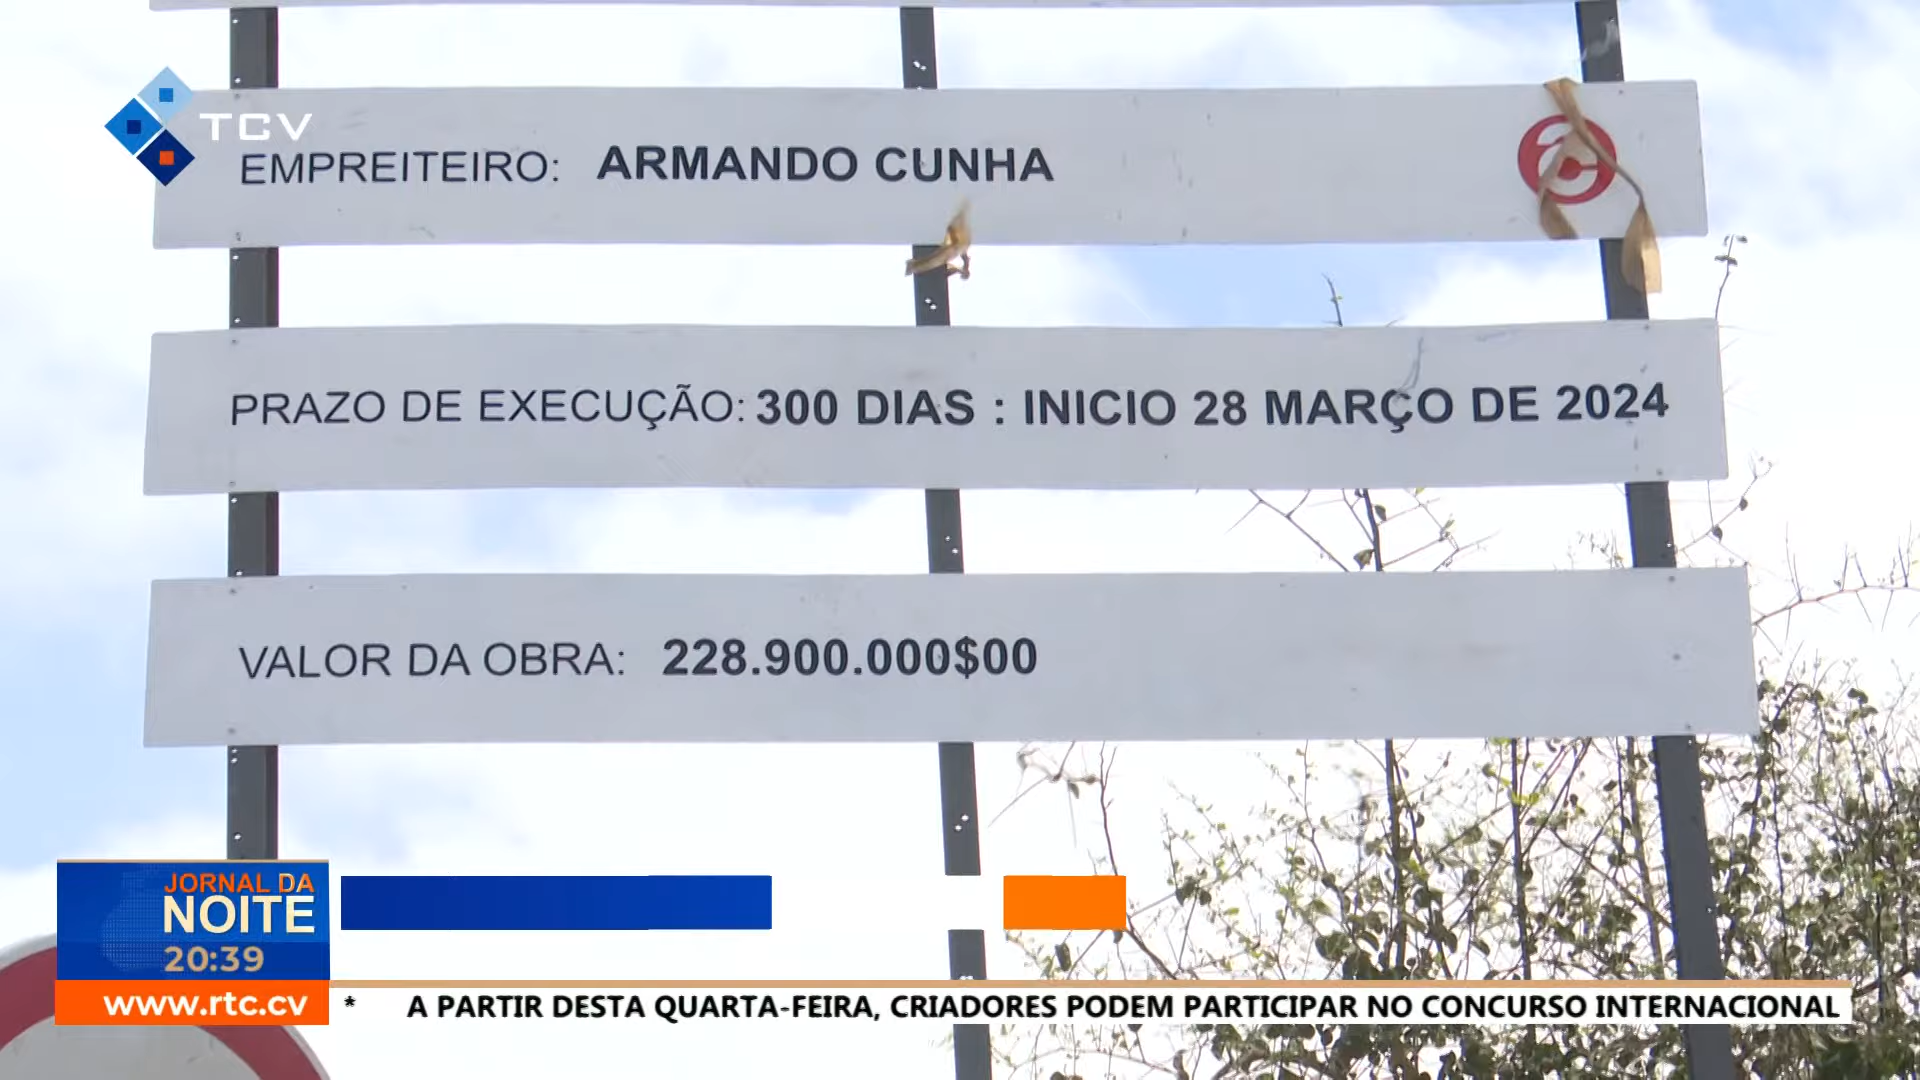 TCV
EMPREITEIRO: ARMANDO CUNHA
PRAZO DE EXECUÇÃO: 300 DIAS : INICIO 28 MARÇO DE 2024
VALOR DA OBRA: 228.900.000$00
JORNAL DA
NOITE
20:39
www.rtc.cv
* A PARTIR DESTA QUARTA-FEIRA, CRIADORES PODEM PARTICIPAR NO CONCURSO INTERNACIONAL